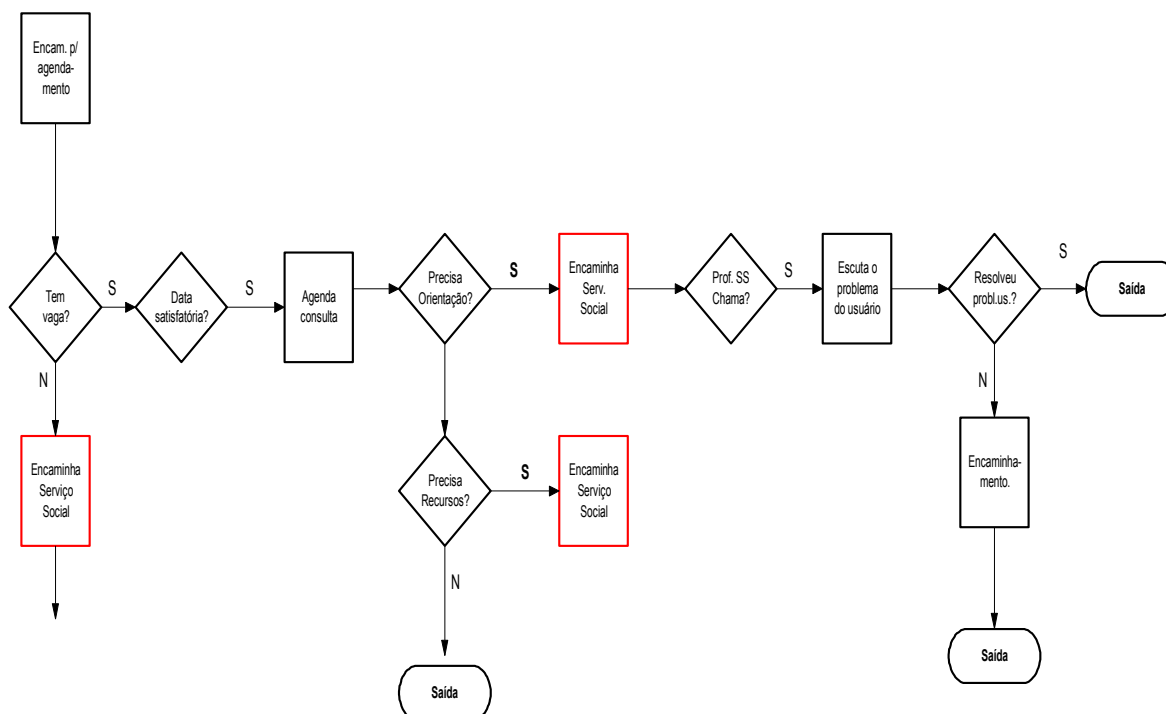 Encam. p/
agenda-
mento
Tem
vaga?
S
Data
satisfatória?
S
Agenda
consulta
Precisa
Orientação?
S
Encaminha
Serv.
Social
Prof. SS
Chama?
S
Escuta o
problema
do usuário
Resolveu
probl.us.?
S
Saída
N
Encaminha
Serviço
Social
Precisa
Recursos?
S
Encaminha
Serviço
Social
N
Saída
N
Encaminha-
mento.
Saída